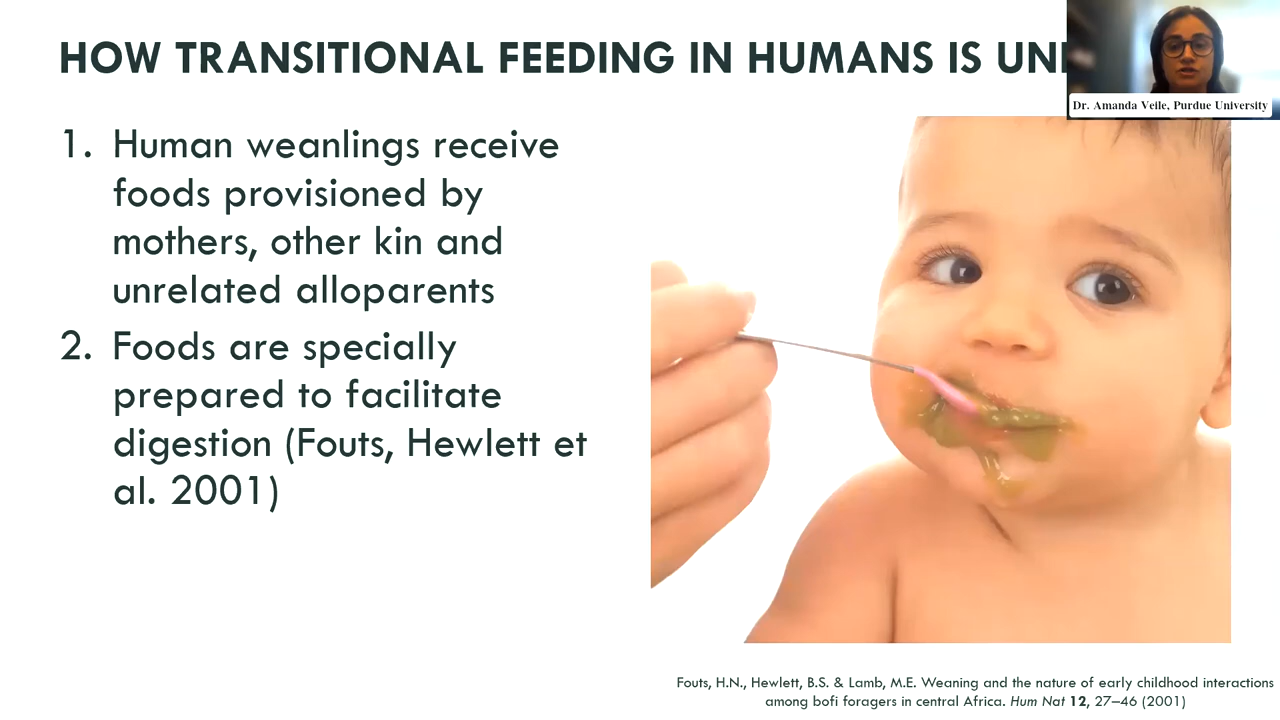 HOW TRANSITIONAL FEEDING IN HUMANS IS
Dr. Amanda Veile, Purdue University
1. Human weanlings receive
foods provisioned by
mothers, other kin and
unrelated alloparents
2. Foods are specially
prepared to facilitate
digestion (Fouts, Hewlett et
al. 2001)
Fouts, H.N., Hewlett, B.S. & Lamb, M.E. Weaning and the nature of early childhood interactions
among bofi foragers in central Africa. Hum Nat 12, 27–46 (2001)